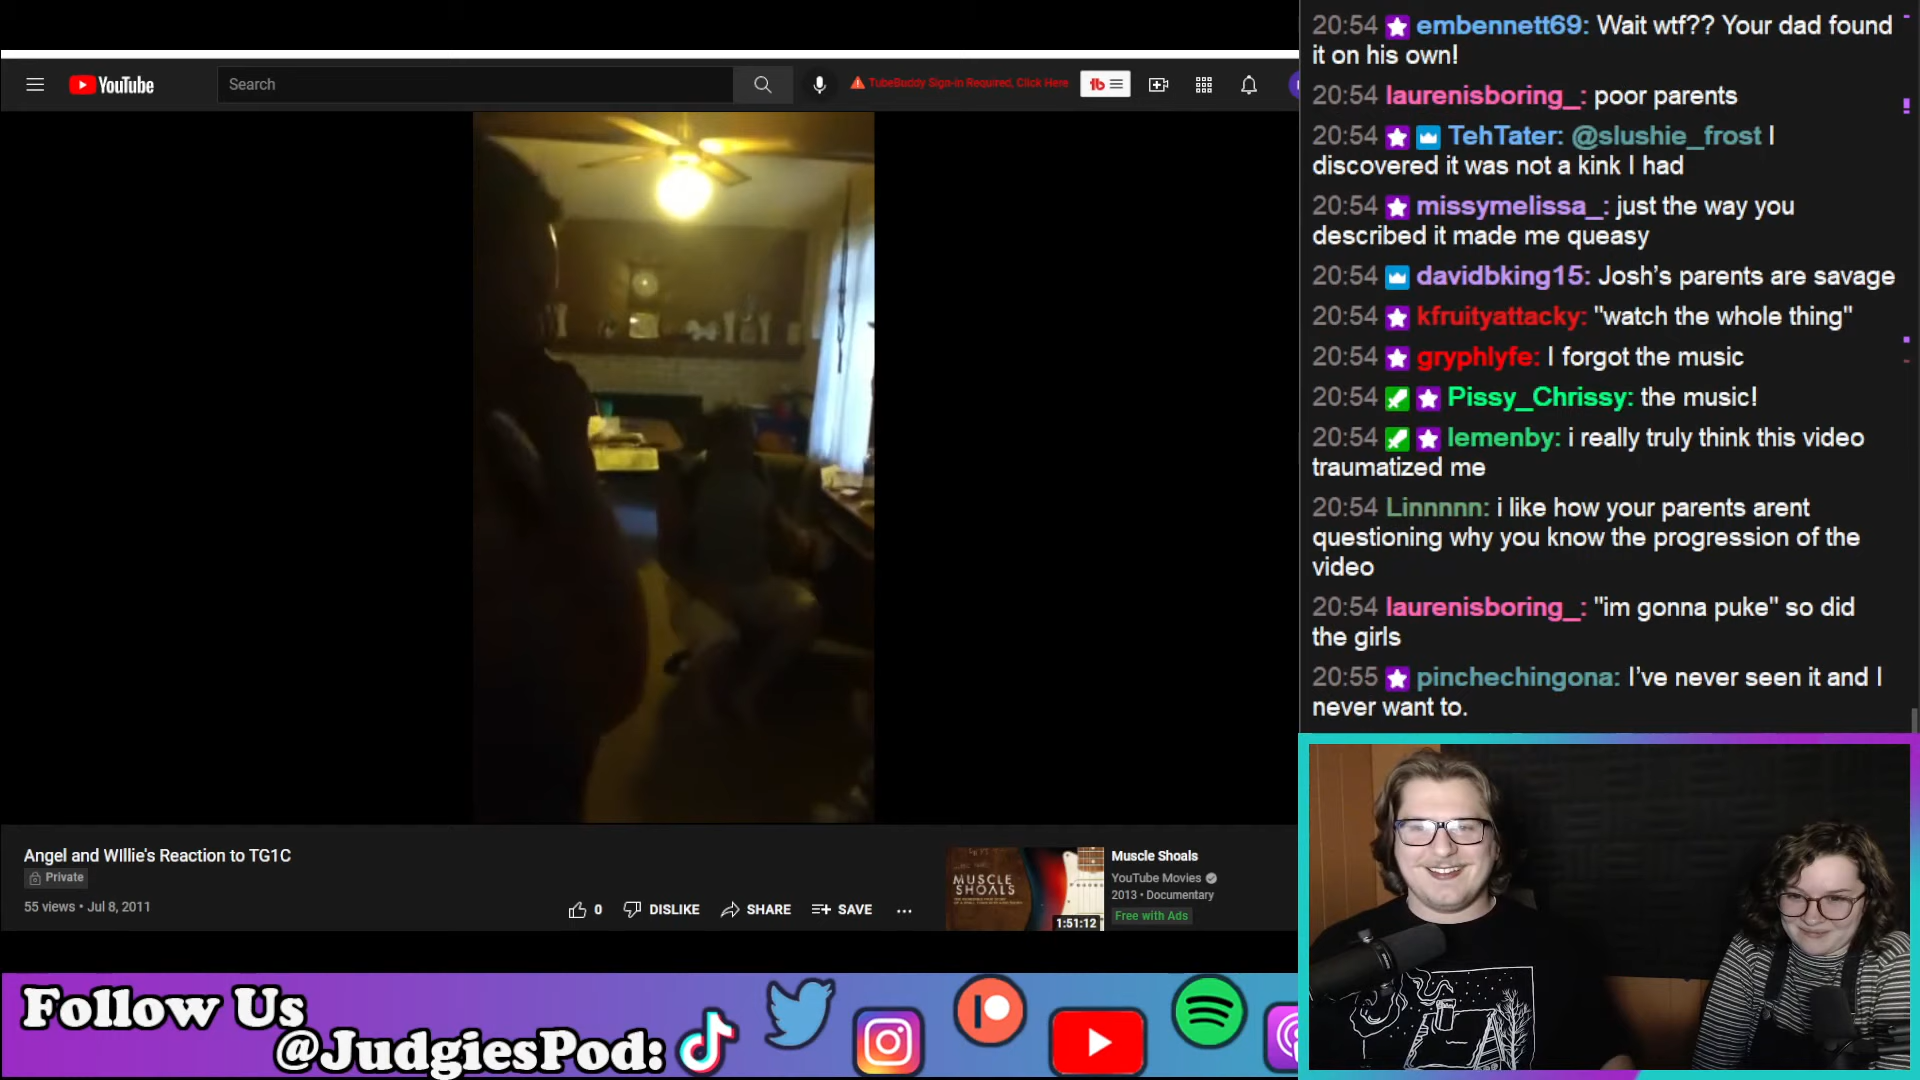 YouTube
Search
TubeBuddy Sign-in Required, Click Here
tb
Angel and WIllie's Reaction to TG1C
Private
55 views • Jul 8, 2011
0
DISLIKE
SHARE
SAVE
MUSCLE
SHOALS
1:51:12
Muscle Shoals
YouTube Movies
2013 • Documentary
Free with Ads
Follow Us
@JudgiesPod:
20:54 embennett69: Wait wtf?? Your dad found
it on his own!
20:54 laurenisboring_: poor parents
20:54 TehTater: @slushie_frost I
discovered it was not a kink I had
20:54 missymelissa_: just the way you
described it made me queasy
20:54 davidbking15: Josh’s parents are savage
20:54 kfruityattacky: "watch the whole thing"
20:54 gryphlyfe: I forgot the music
20:54 Pissy_Chrissy: the music!
20:54 lemenby: i really truly think this video
traumatized me
20:54 Linnnnn: i like how your parents arent
questioning why you know the progression of the
video
20:54 laurenisboring_: "im gonna puke" so did
the girls
20:55 pinchechingona: I’ve never seen it and I
never want to.